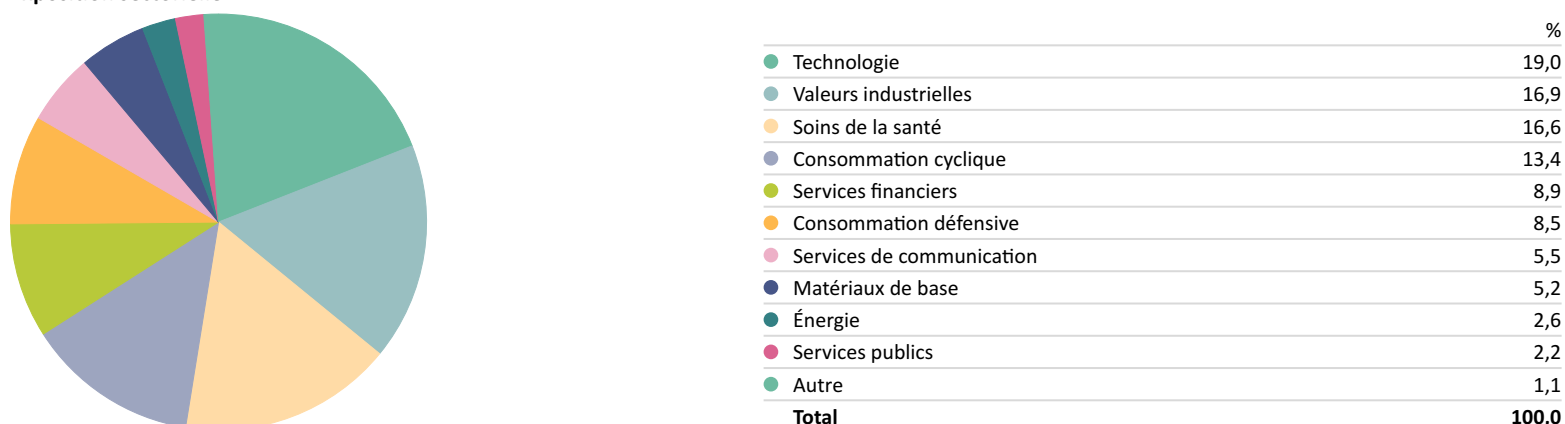 %
Technologie 19,0
Valeurs industrielles 16,9
Soins de la santé 16,6
Consommation cyclique 13,4
Services financiers 8,9
Consommation défensive 8,5
Services de communication 5,5
Matériaux de base 5,2
Énergie 2,6
Services publics 2,2
Autre 1,1
Total 100,0